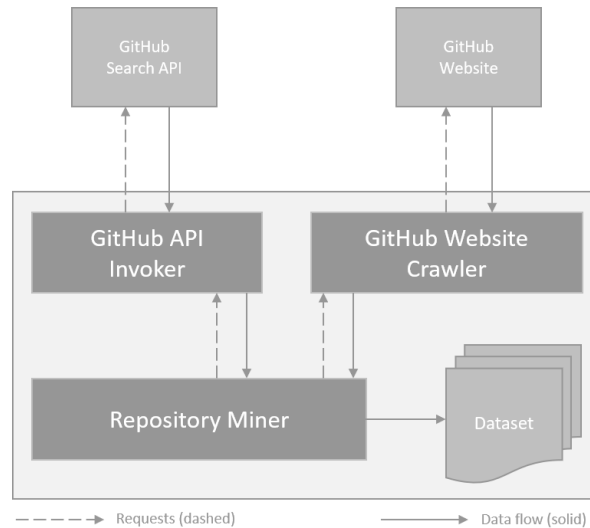 GitHub
Search API
GitHub
Website
GitHub API
Invoker
GitHub Website
Crawler
Repository Miner
Dataset
Requests (dashed)
Data flow (solid)